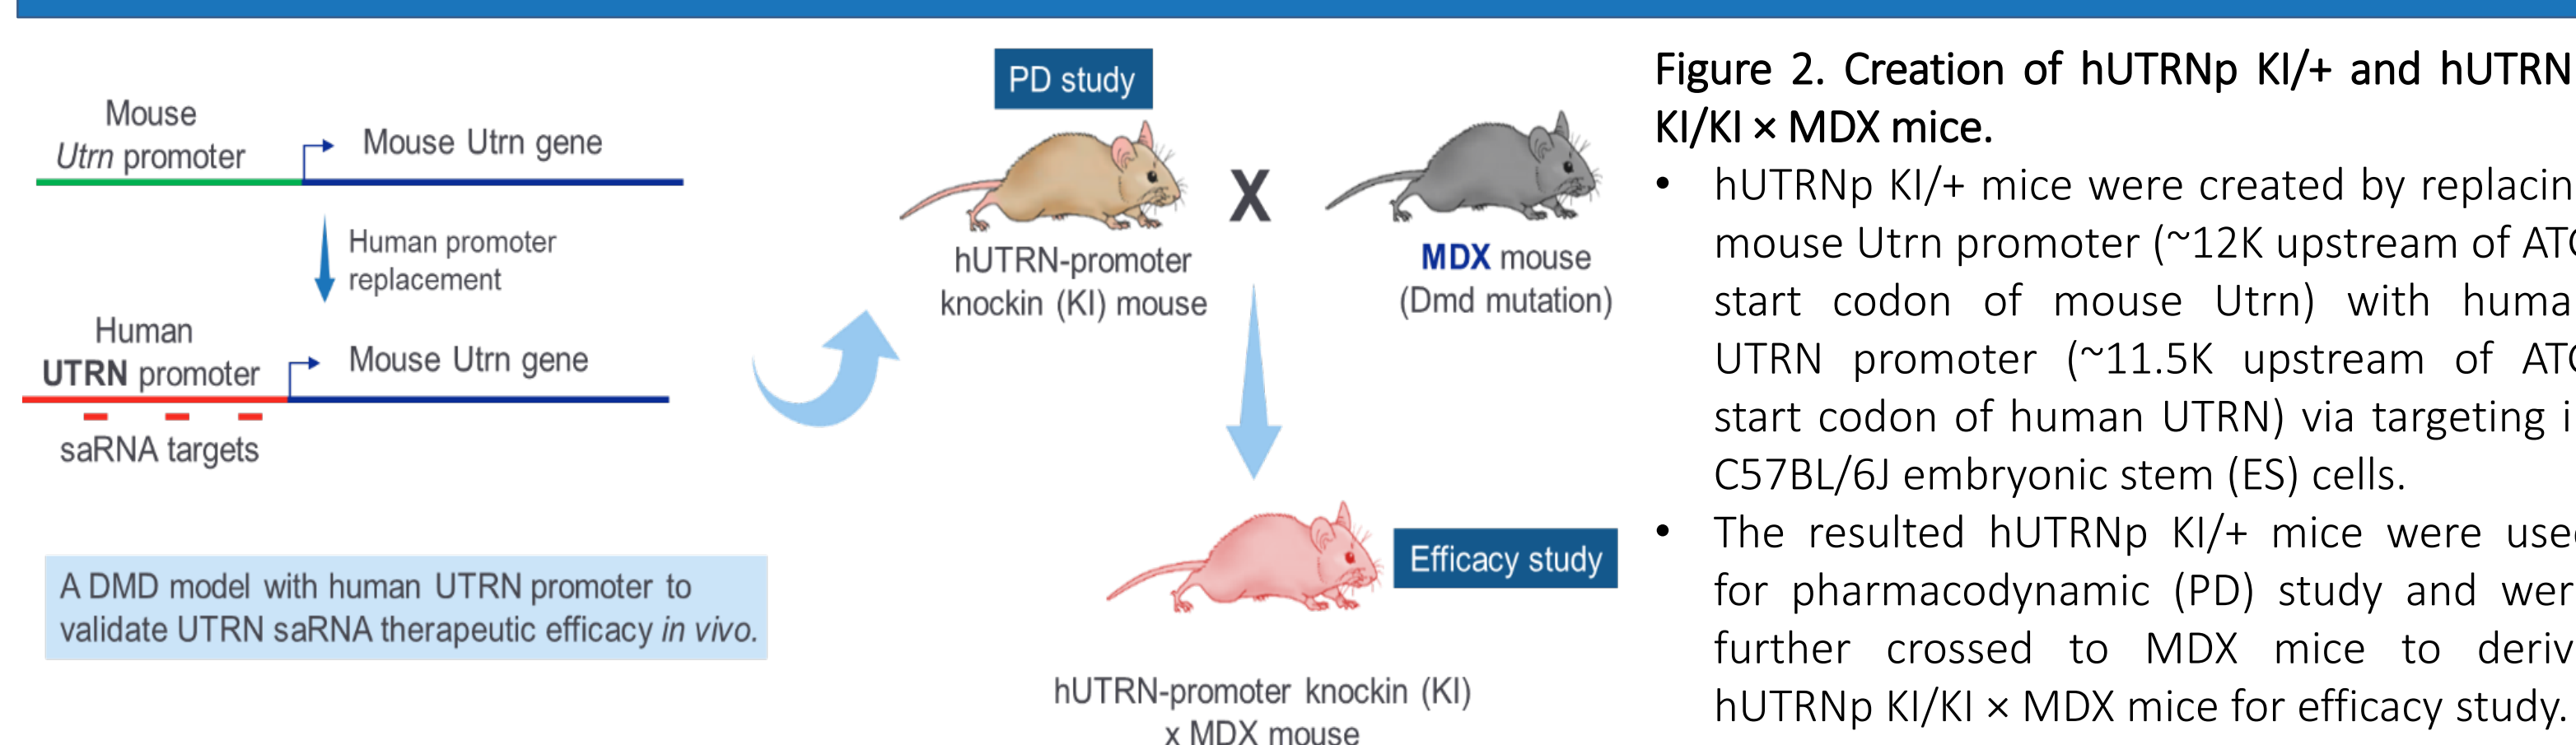 Mouse
Utrn promoter
Mouse Utrn gene
Human promoter
replacement
Human
UTRN promoter
Mouse Utrn gene
saRNA targets
A DMD model with human UTRN promoter to
validate UTRN saRNA therapeutic efficacy in vivo.
PD study
X
hUTRN-promoter
knockin (KI) mouse
MDX mouse
(Dmd mutation)
Efficacy study
hUTRN-promoter knockin (KI)
x MDX mouse
Figure 2. Creation of hUTRNp KI/+ and hUTRN
KI/KI × MDX mice.
• hUTRNp KI/+ mice were created by replacin
mouse Utrn promoter (~12K upstream of AT
start codon of mouse Utrn) with huma
UTRN promoter (~11.5K upstream of AT
start codon of human UTRN) via targeting i
C57BL/6J embryonic stem (ES) cells.
• The resulted hUTRNp KI/+ mice were use
for pharmacodynamic (PD) study and wer
further crossed to MDX mice to deriv
hUTRNp KI/KI × MDX mice for efficacy study.